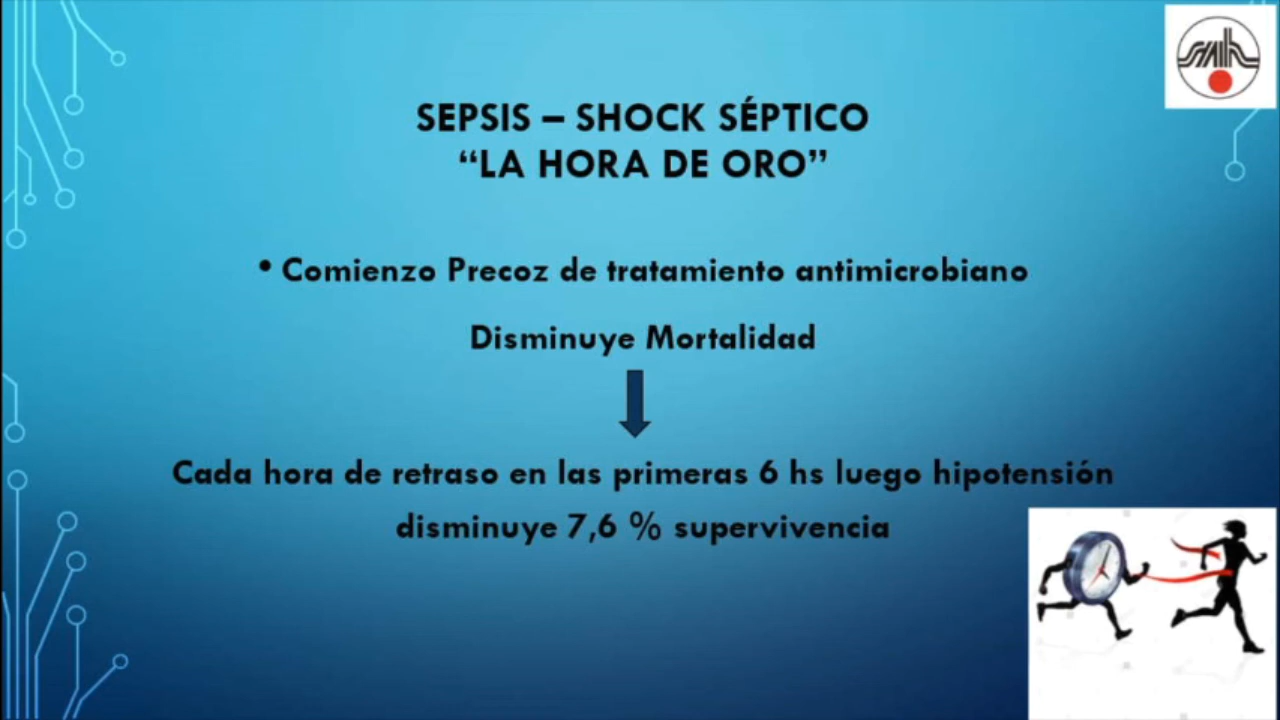 SEPSIS – SHOCK SÉPTICO
“LA HORA DE ORO”
• Comienzo Precoz de tratamiento antimicrobiano
Disminuye Mortalidad
Cada hora de retraso en las primeras 6 hs luego hipotensión
disminuye 7,6 % supervivencia